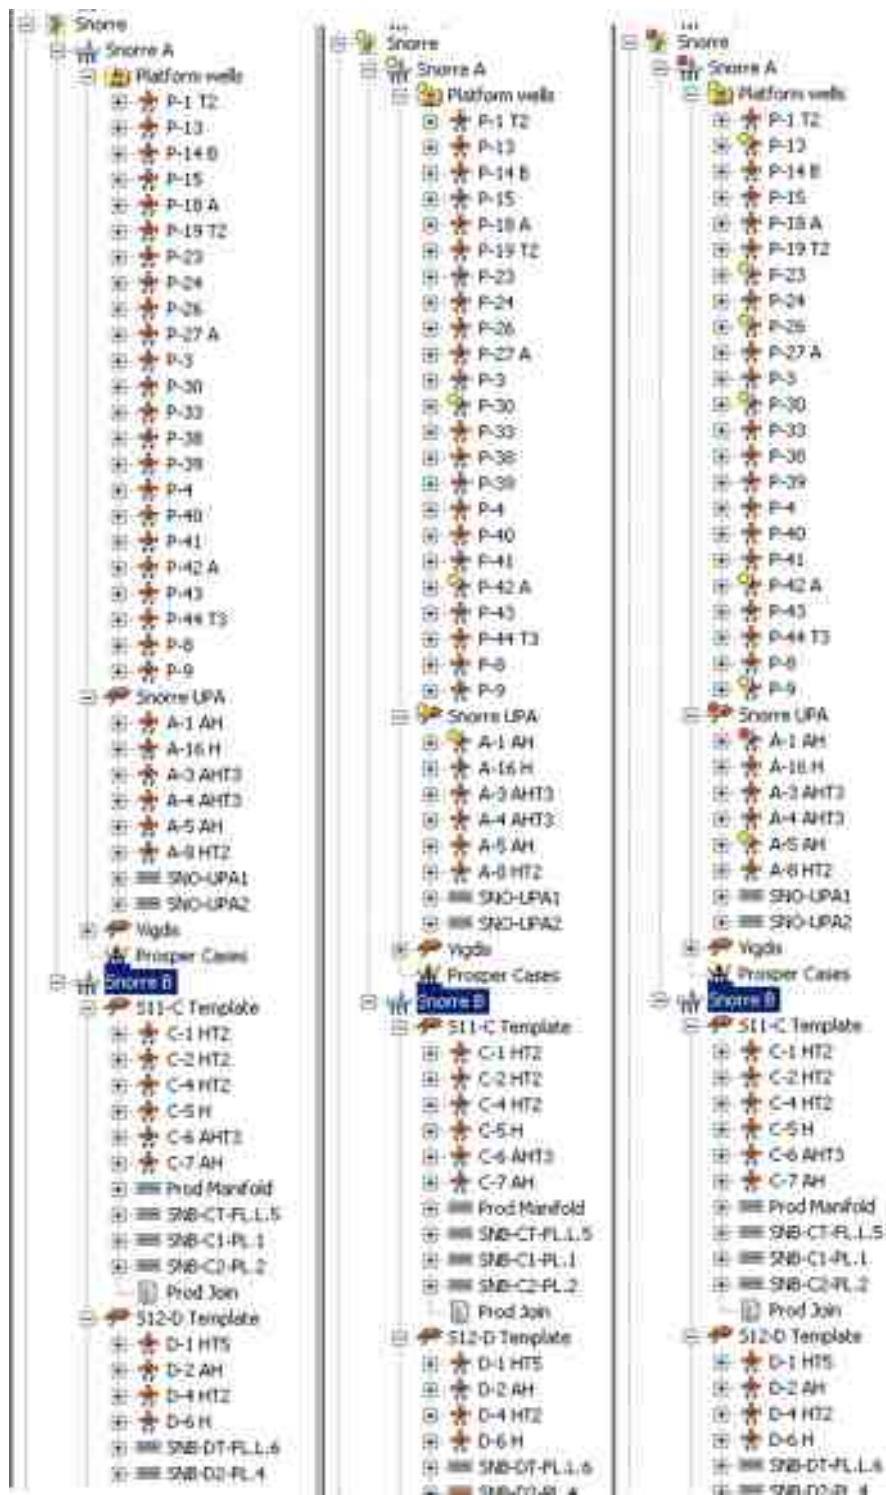 Snorre
Snorre A
Platform wells
P-1 T2
P-13
P-14 B
P-15
P-18 A
P-19 T2
P-23
P-24
P-26
P-27 A
P-3
P-30
P-33
P-38
P-39
P-4
P-40
P-41
P-42 A
P-43
P-44 T3
P-8
P-9
Snorre UPA
A-1 AH
A-16 H
A-3 AHT3
A-4 AHT3
A-5 AH
A-8 HT2
SNO-UPA1
SNO-UPA2
Vigdis
Prosper Cases
Snorre B
S11-C Template
C-1 HT2
C-2 HT2
C-4 HT2
C-5 H
C-6 AHT3
C-7 AH
Prod Manifold
SNB-CT-FL.L.5
SNB-C1-PL.1
SNB-C2-PL.2
Prod Join
S12-D Template
D-1 HT5
D-2 AH
D-4 HT2
D-6 H
SNB-DT-FL.L.6
SNB-D2-PL.4
Snorre
Snorre A
Platform wells
P-1 T2
P-13
P-14 B
P-15
P-18 A
P-19 T2
P-23
P-24
P-26
P-27 A
P-3
P-30
P-33
P-38
P-39
P-4
P-40
P-41
P-42 A
P-43
P-44 T3
P-8
P-9
Snorre UPA
A-1 AH
A-16 H
A-3 AHT3
A-4 AHT3
A-5 AH
A-8 HT2
SNO-UPA1
SNO-UPA2
Vigdis
Prosper Cases
Snorre B
S11-C Template
C-1 HT2
C-2 HT2
C-4 HT2
C-5 H
C-6 AHT3
C-7 AH
Prod Manifold
SNB-CT-FL.L.5
SNB-C1-PL.1
SNB-C2-PL.2
Prod Join
S12-D Template
D-1 HT5
D-2 AH
D-4 HT2
D-6 H
SNB-DT-FL.L.6
SNB-D2-PL.4
Snorre
Snorre A
Platform wells
P-1 T2
P-13
P-14 B
P-15
P-18 A
P-19 T2
P-23
P-24
P-26
P-27 A
P-3
P-30
P-33
P-38
P-39
P-4
P-40
P-41
P-42 A
P-43
P-44 T3
P-8
P-9
Snorre UPA
A-1 AH
A-16 H
A-3 AHT3
A-4 AHT3
A-5 AH
A-8 HT2
SNO-UPA1
SNO-UPA2
Vigdis
Prosper Cases
Snorre B
S11-C Template
C-1 HT2
C-2 HT2
C-4 HT2
C-5 H
C-6 AHT3
C-7 AH
Prod Manifold
SNB-CT-FL.L.5
SNB-C1-PL.1
SNB-C2-PL.2
Prod Join
S12-D Template
D-1 HT5
D-2 AH
D-4 HT2
D-6 H
SNB-DT-FL.L.6
SNB-D2-PL.4